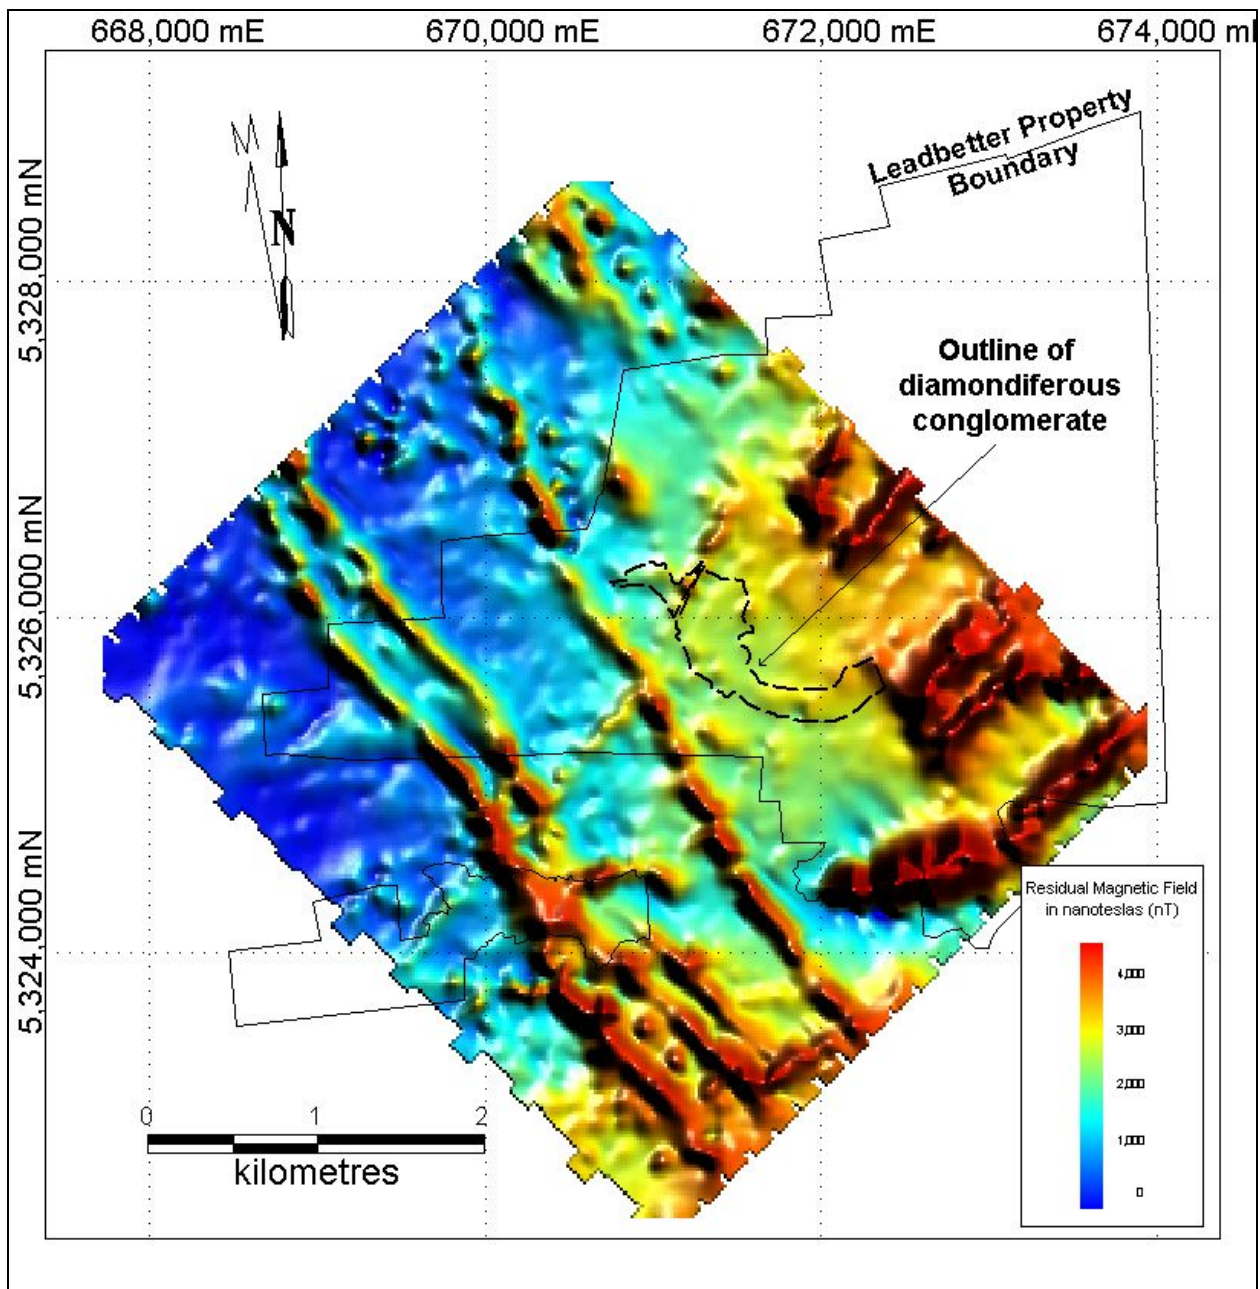 668,000 mE
670,000 mE
672,000 mE
674,000 m
Leadbetter Property
Boundary
N
5,328,000 mN
Outline of
diamondiferous
conglomerate
5,326,000 mN
5,324,000 mN
Residual Magnetic Field
in nanoteslas (nT)
4,000
3,000
2,000
1,000
0
0 1 2
kilometres